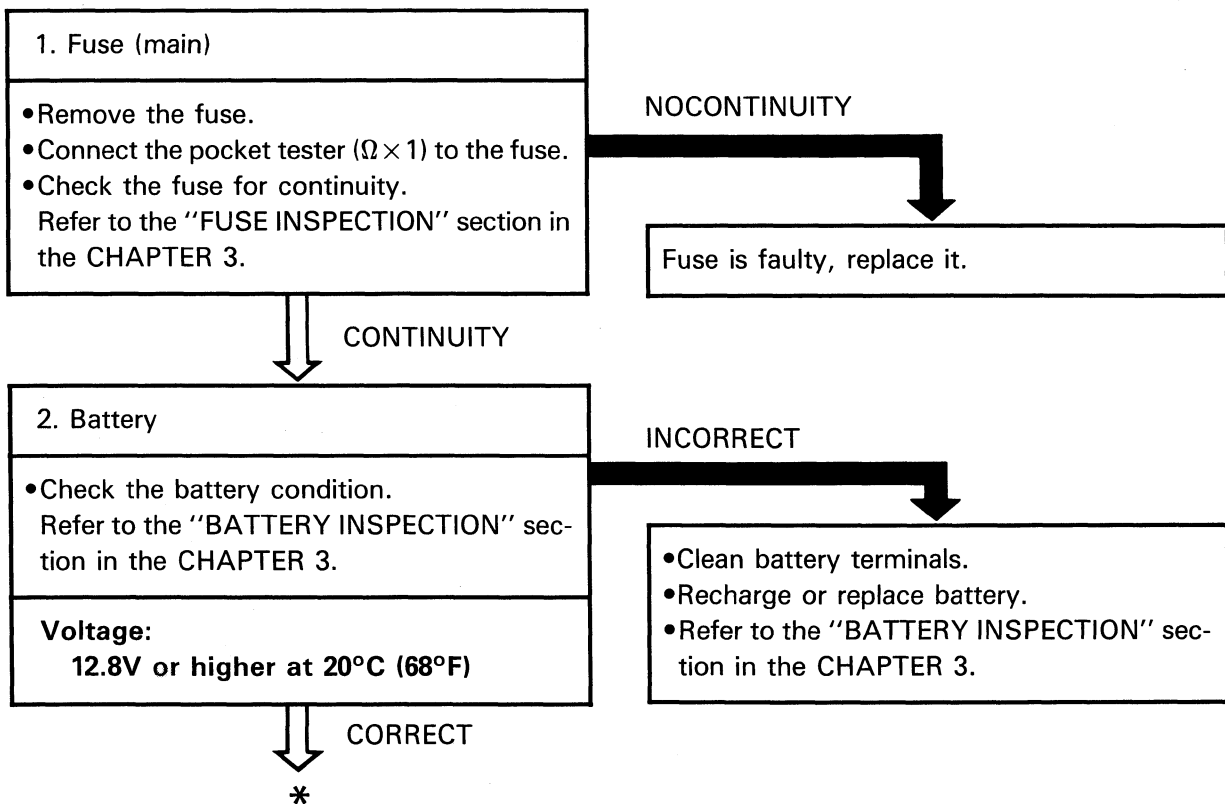 1. Fuse (main)
•Remove the fuse.
•Connect the pocket tester (Ω×1) to the fuse.
•Check the fuse for continuity.
Refer to the "FUSE INSPECTION" section in
the CHAPTER 3.
NOCONTINUITY
Fuse is faulty, replace it.
CONTINUITY
2. Battery
•Check the battery condition.
Refer to the "BATTERY INSPECTION" sec-
tion in the CHAPTER 3.
Voltage:
12.8V or higher at 20°C (68°F)
INCORRECT
•Clean battery terminals.
•Recharge or replace battery.
•Refer to the "BATTERY INSPECTION" sec-
tion in the CHAPTER 3.
CORRECT
*